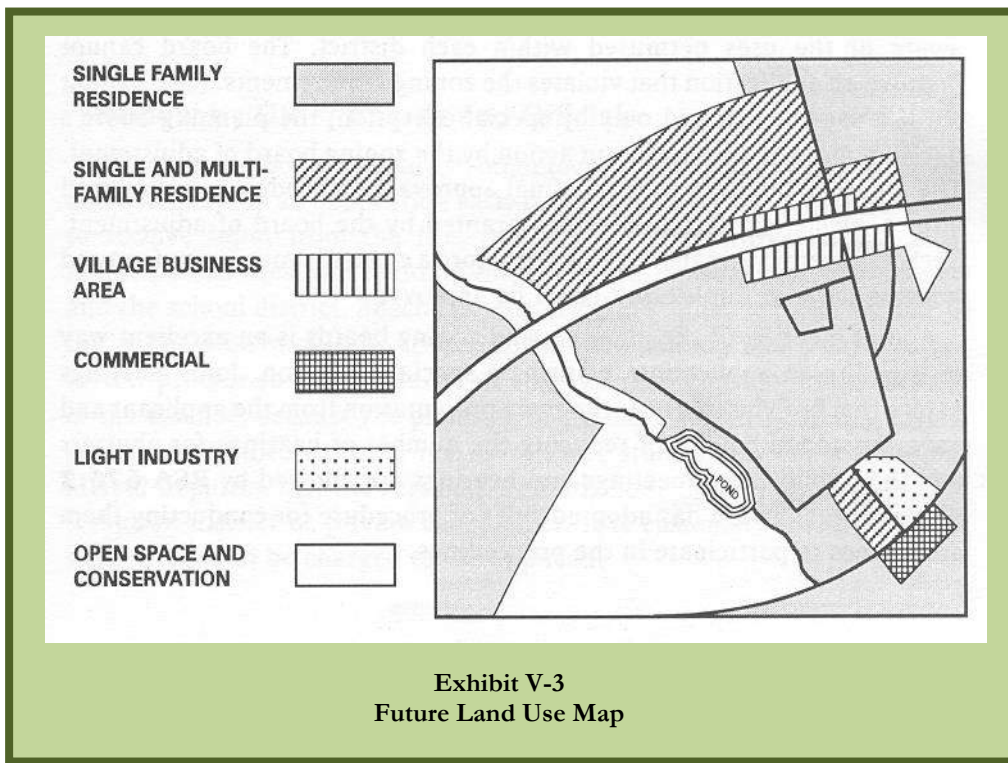 SINGLE FAMILY
RESIDENCE
SINGLE AND MULTI-
FAMILY RESIDENCE
VILLAGE BUSINESS
AREA
COMMERCIAL
LIGHT INDUSTRY
OPEN SPACE AND
CONSERVATION
POND
Exhibit V-3
Future Land Use Map